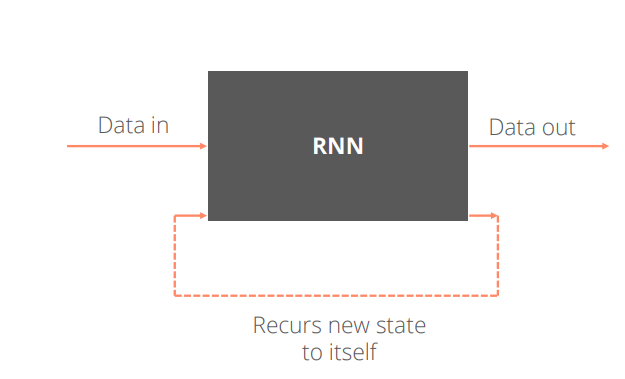 Data in
RNN
Data out
Recurs new state
to itself